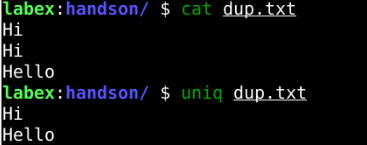 labex:handson/ $ cat dup.txt
Hi
Hi
Hello
labex:handson/ $ uniq dup.txt
Hi
Hello